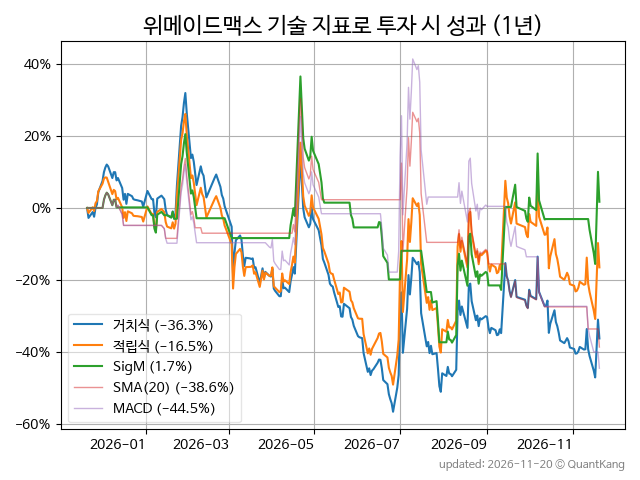 위메이드맥스 기술 지표로 투자 시 성과 (1년)
40%
20%
0%
−20%
−40%
−60%
거치식 (−36.3%)
적립식 (−16.5%)
SigM (1.7%)
SMA(20) (−38.6%)
MACD (−44.5%)
2026-01
2026-03
2026-05
2026-07
2026-09
2026-11
updated: 2026-11-20 © QuantKang